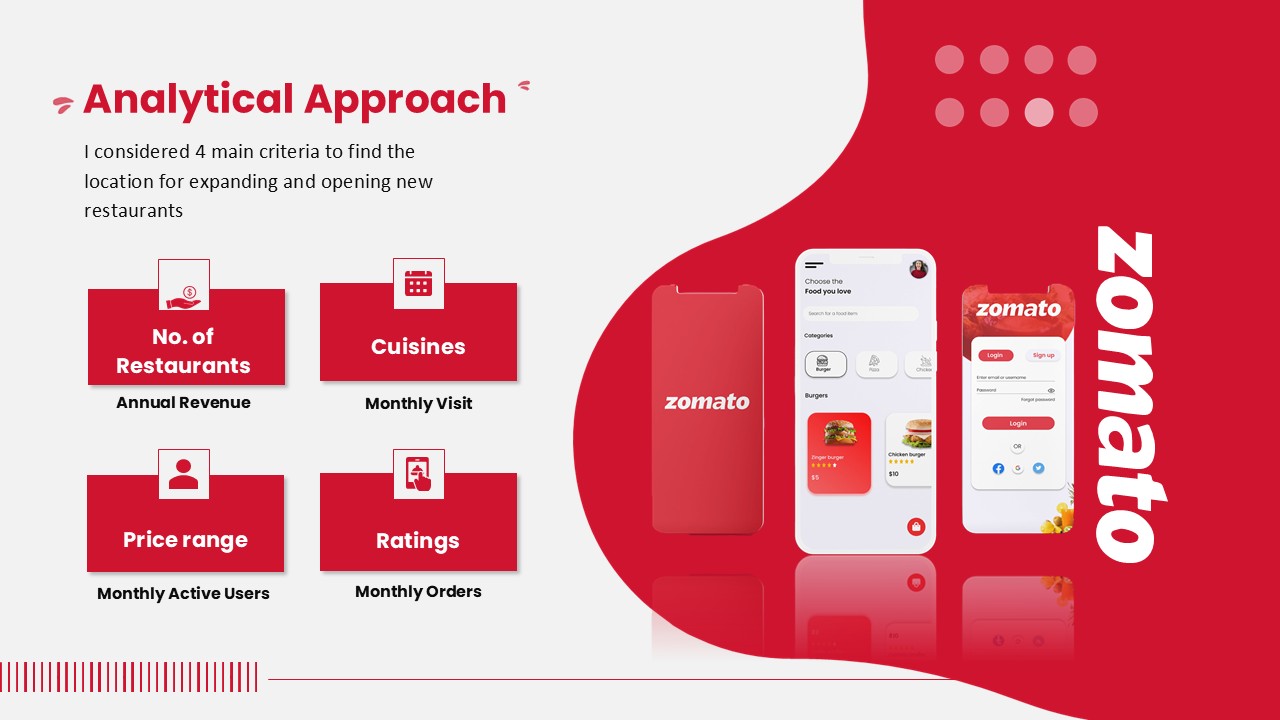 Analytical Approach
I considered 4 main criteria to find the
location for expanding and opening new
restaurants
No. of
Restaurants
Annual Revenue
Cuisines
Monthly Visit
Price range
Monthly Active Users
Ratings
Monthly Orders
zomato
Choose the
Food you love
Search for a food item
Categories
Burger
Pizza
Chicken
Burgers
Zinger burger
$5
Chicken burger
$10
zomato
Login
Sign up
Enter email or username
Password
Forgot password
Login
OR
zomato